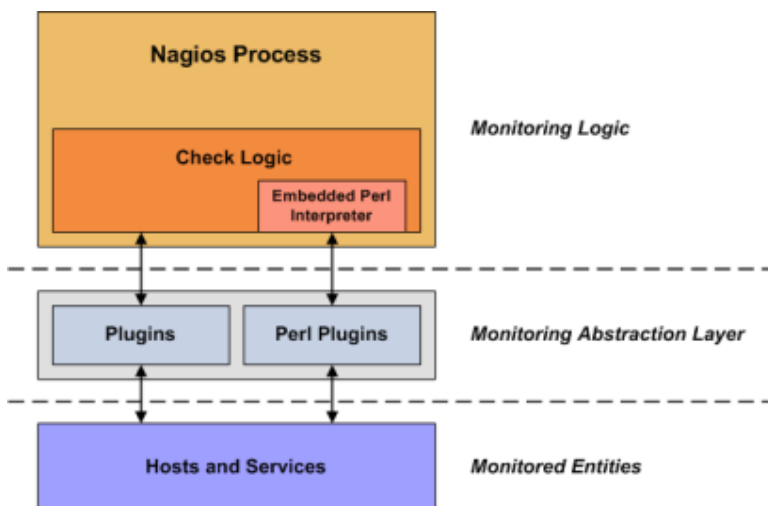 Nagios Process
Monitoring Logic
Check Logic
Embedded Perl
Interpreter
Plugins
Perl Plugins
Monitoring Abstraction Layer
Hosts and Services
Monitored Entities